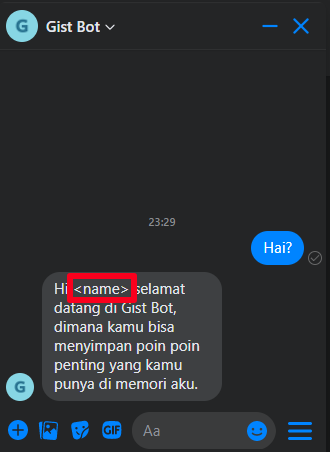 G Gist Bot
23:29
Hai?
Hi <name> selamat
datang di Gist Bot,
dimana kamu bisa
menyimpan poin poin
penting yang kamu
punya di memori aku.
G
GIF Aa